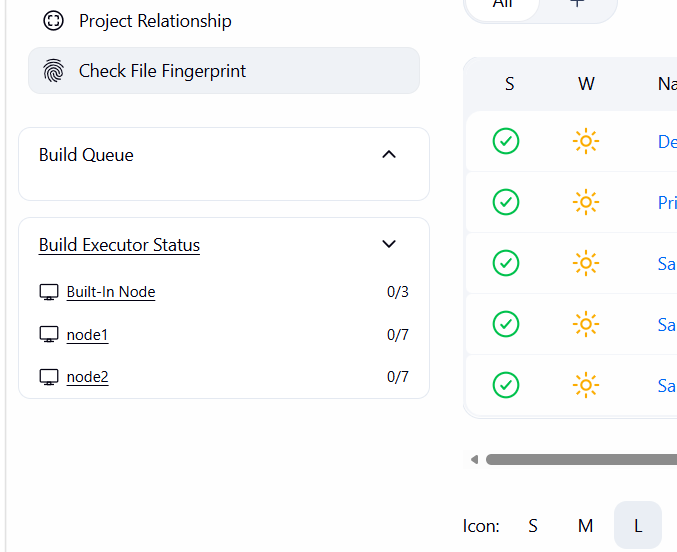 Project Relationship
Check File Fingerprint
Build Queue
Build Executor Status
Built-In Node 0/3
node1 0/7
node2 0/7
All +
S W Na
De
Pri
Sa
Sa
Sa
Icon: S M L